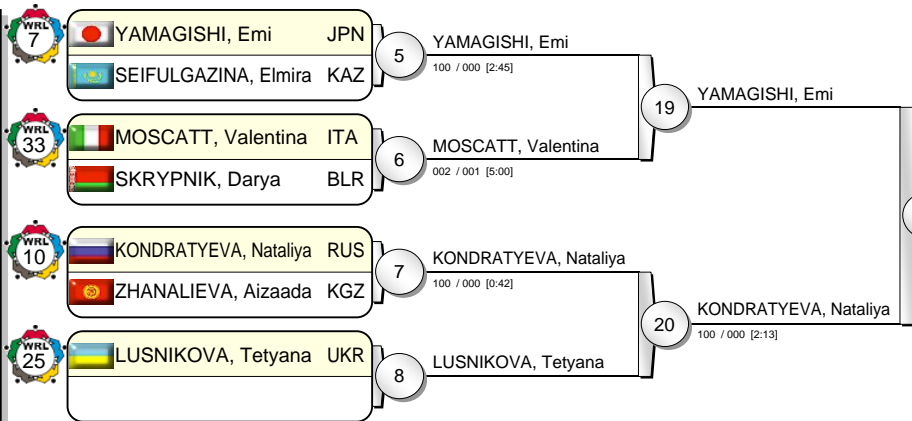 WRL
7
YAMAGISHI, Emi JPN
SEIFULGAZINA, Elmira KAZ
5
YAMAGISHI, Emi
100 / 000 [2:45]
WRL
33
MOSCATT, Valentina ITA
SKRYPNIK, Darya BLR
6
MOSCATT, Valentina
002 / 001 [5:00]
19
YAMAGISHI, Emi
WRL
10
KONDRATYEVA, Nataliya RUS
ZHANALIEVA, Aizaada KGZ
7
KONDRATYEVA, Nataliya
100 / 000 [0:42]
WRL
25
LUSNIKOVA, Tetyana UKR
8
LUSNIKOVA, Tetyana
20
KONDRATYEVA, Nataliya
100 / 000 [2:13]